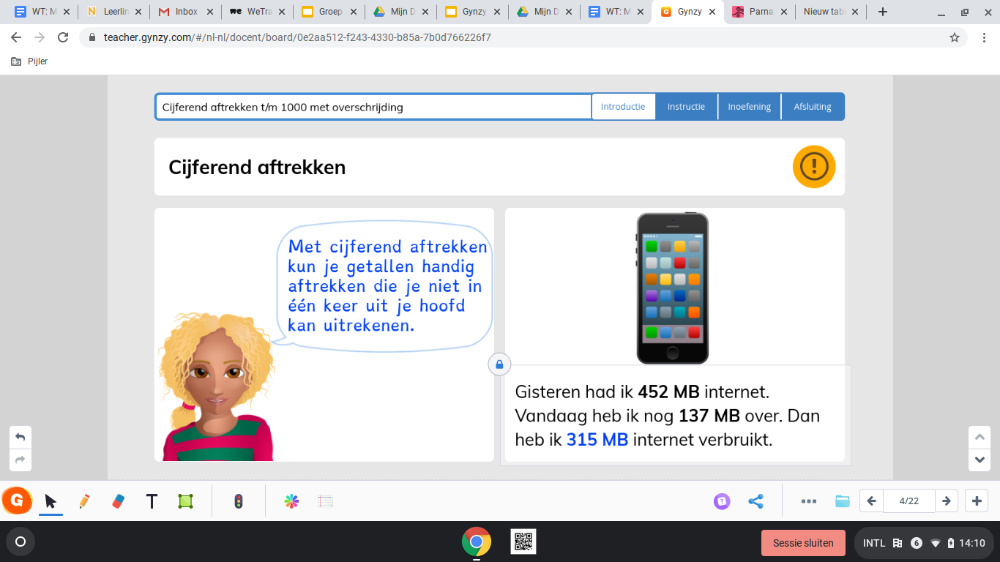 WT: M
Leerlin
Inbox
WeTra
Groep
Mijn D
Gynzy
Mijn D
WT: M
Gynzy
Parna
Nieuw tab
teacher.gynzy.com/#/nl-nl/docent/board/0e2aa512-f243-4330-b85a-7b0d766226f7
Pijler
Cijferend aftrekken t/m 1000 met overschrijding
Introductie
Instructie
Inoefening
Afsluiting
Cijferend aftrekken
Met cijferend aftrekken
kun je getallen handig
aftrekken die je niet in
één keer uit je hoofd
kan uitrekenen.
Gisteren had ik 452 MB internet.
Vandaag heb ik nog 137 MB over. Dan
heb ik 315 MB internet verbruikt.
4/22
Sessie sluiten
INTL
6
14:10